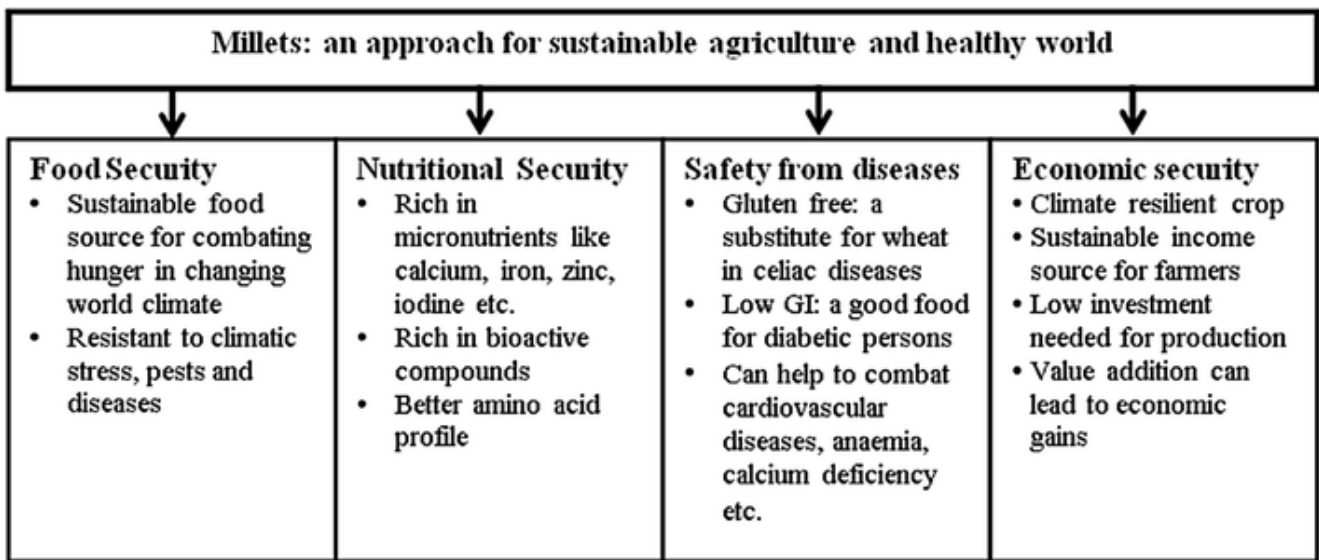 Millets: an approach for sustainable agriculture and healthy world
Food Security
• Sustainable food
source for combating
hunger in changing
world climate
• Resistant to climatic
stress, pests and
diseases
Nutritional Security
• Rich in
micronutrients like
calcium, iron, zinc,
iodine etc.
• Rich in bioactive
compounds
• Better amino acid
profile
Safety from diseases
• Gluten free: a
substitute for wheat
in celiac diseases
• Low GI: a good food
for diabetic persons
• Can help to combat
cardiovascular
diseases, anaemia,
calcium deficiency
etc.
Economic security
• Climate resilient crop
• Sustainable income
source for farmers
• Low investment
needed for production
• Value addition can
lead to economic
gains